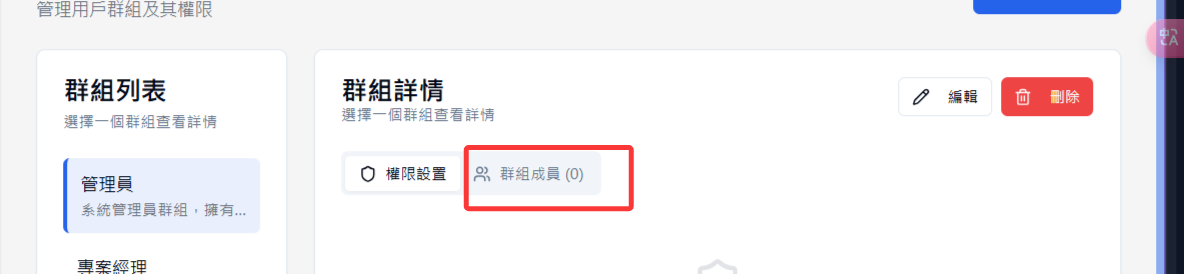 管理用戶群組及其權限
群組列表
選擇一個群組查看詳情
管理員
系統管理員群組，擁有...
專案經理
群組詳情
選擇一個群組查看詳情
編輯
刪除
權限設置
群組成員 (0)